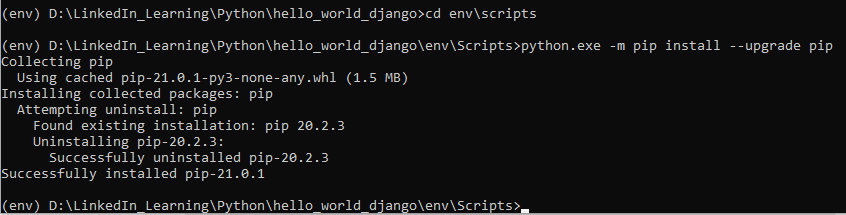 (env) D:\LinkedIn_Learning\Python\hello_world_django>cd env\scripts
(env) D:\LinkedIn_Learning\Python\hello_world_django\env\Scripts>python.exe -m pip install --upgrade pip
Collecting pip
  Using cached pip-21.0.1-py3-none-any.whl (1.5 MB)
Installing collected packages: pip
  Attempting uninstall: pip
    Found existing installation: pip 20.2.3
    Uninstalling pip-20.2.3:
      Successfully uninstalled pip-20.2.3
Successfully installed pip-21.0.1
(env) D:\LinkedIn_Learning\Python\hello_world_django\env\Scripts>